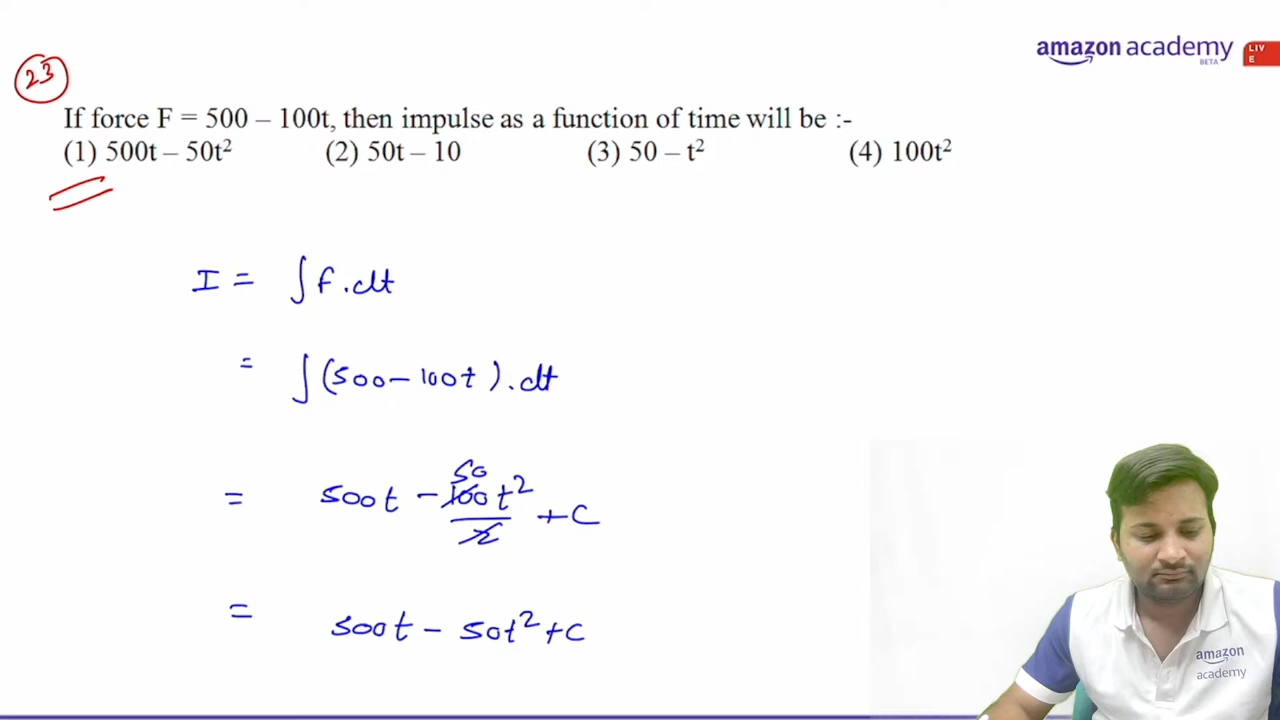 amazon academy
BETA
LIV
E
23
If force F = 500 – 100t, then impulse as a function of time will be :-
(1) 500t – 50t² (2) 50t – 10 (3) 50 – t² (4) 100t²
I = ∫ F.dt
= ∫(500-100t).dt
50
= 500t - 100t²/2 + C
= 500t - 50t² + C
amazon
academy